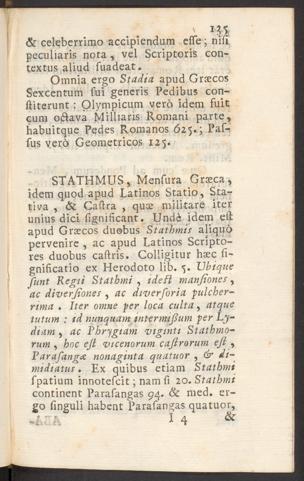 125
& celeberrimo accipiendum esse; nisi
peculiaris nota, vel Scriptoris con-
textus aliud suadeat.
Omnia ergo Stadia apud Græcos
Sexcentum sui generis Pedibus con-
stiterunt: Olympicum verò idem fuit
cum octava Milliaris Romani parte,
habuitque Pedes Romanos 625.; Pas-
sus verò Geometricos 125.
STATHMUS, Mensura Græca,
idem quod apud Latinos Statio, Sta-
tiva, & Castra, quæ militare iter
unius diei significant. Unde idem est
apud Græcos duobus Stathmis aliquò
pervenire, ac apud Latinos Scripto-
res duobus castris. Colligitur hæc si-
gnificatio ex Herodoto lib. 5. Ubique
sunt Regii Stathmi, idest mansiones,
ac diversiones, ac diversoria pulcher-
rima. Iter omne per loca culta, atque
tutum: id nunquam intermissum per Ly-
diam, ac Phrygiam viginti Stathmo-
rum, hoc est vicenorum castrorum est,
Parasangæ nonaginta quatuor, & di-
midiatus. Ex quibus etiam Stathmi
spatium innotescit; nam si 20. Stathmi
continent Parasangas 94. & med. er-
go singuli habent Parasangas quatuor,
I 4 &